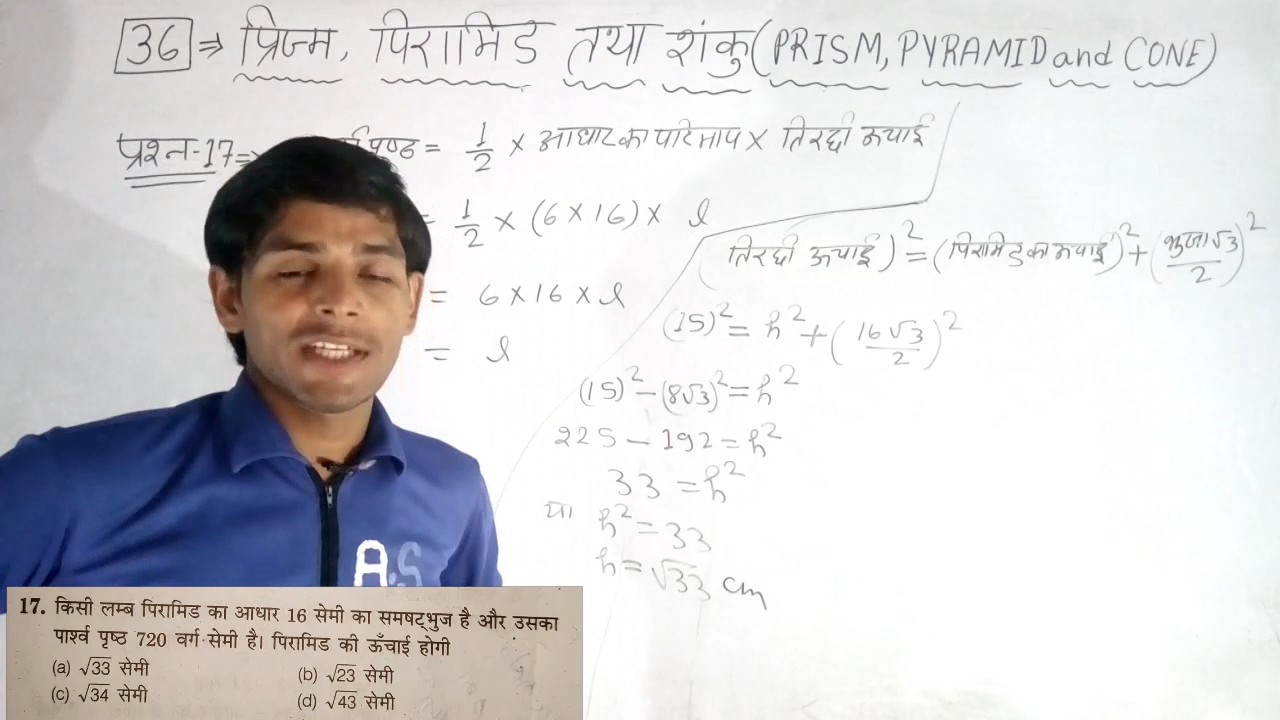 36 ⇒ प्रिज्म, पिरामिड तथा शंकु (PRISM, PYRAMID and CONE)
प्रश्न-17 ⇒ पृष्ठ = 1/2 × आधार का परिमाप × तिरछी ऊचाई
= 1/2 × (6×16) × l
= 6×16×l
= l
(तिरछी ऊचाई)² = (पिरामिड का ऊचाई)² + (भुजा√3/2)²
(15)² = h² + (16√3/2)²
(15)² - (8√3)² = h²
225 - 192 = h²
33 = h²
या h² = 33
h = √33 cm
A.S
17. किसी लम्ब पिरामिड का आधार 16 सेमी का समषट्भुज है और उसका
पार्श्व पृष्ठ 720 वर्ग सेमी है। पिरामिड की ऊँचाई होगी
(a) √33 सेमी (b) √23 सेमी
(c) √34 सेमी (d) √43 सेमी